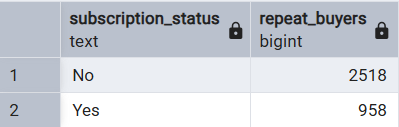 subscription_status repeat_buyers
text bigint
1 No 2518
2 Yes 958